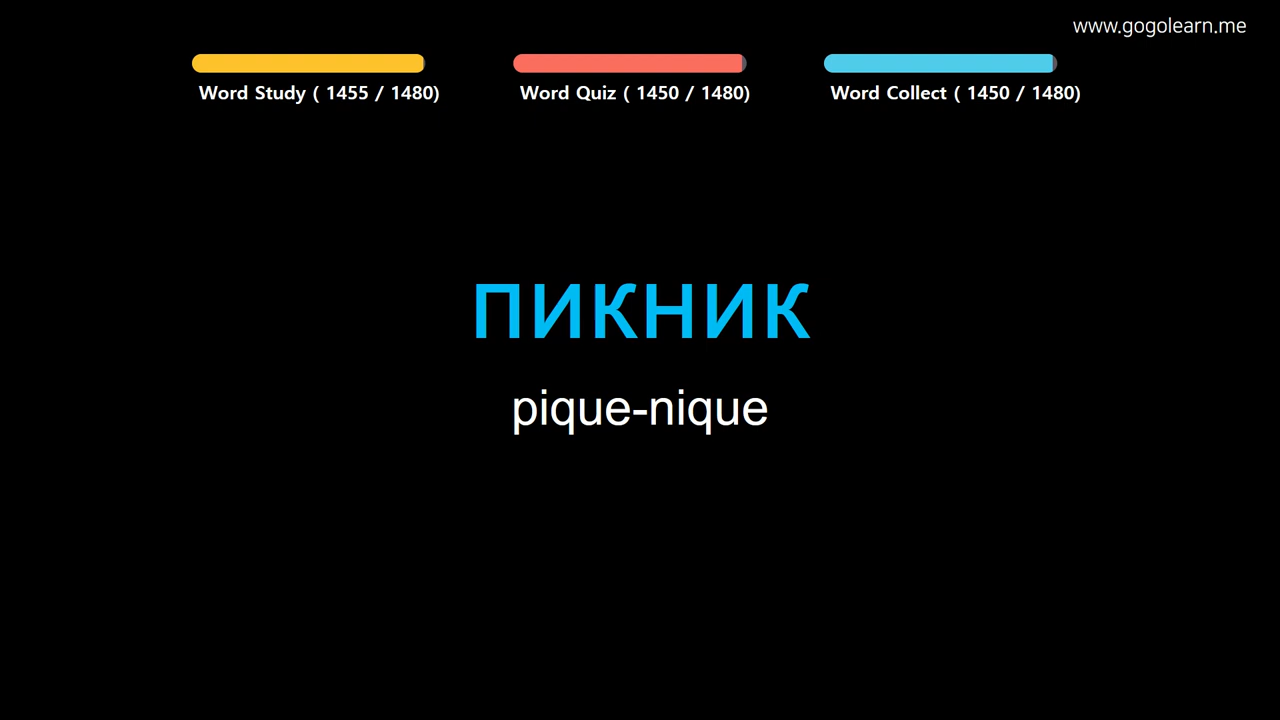 www.gogolearn.me
Word Study ( 1455 / 1480)
Word Quiz ( 1450 / 1480)
Word Collect ( 1450 / 1480)
пикник
pique-nique